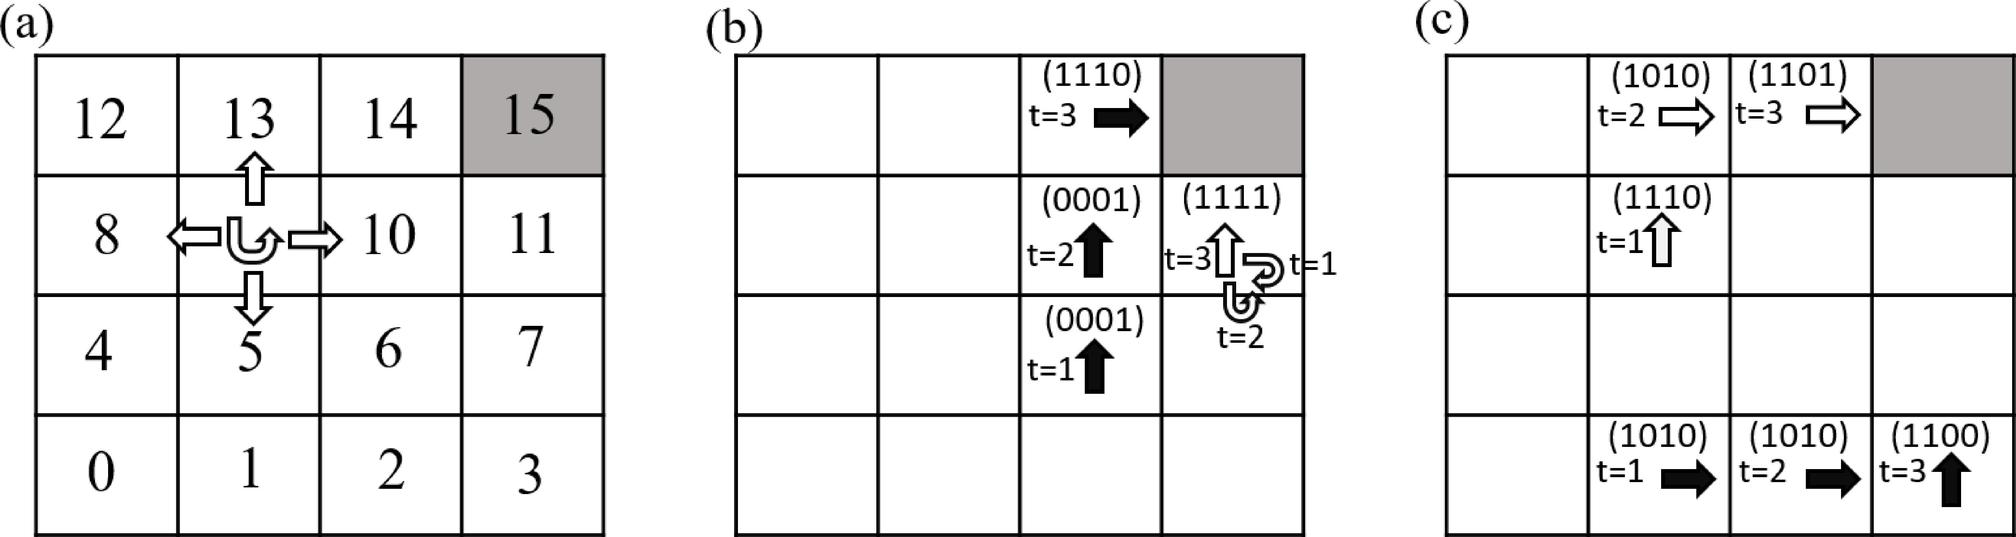 (a)
12 13 14 15
8 10 11
4 5 6 7
0 1 2 3
(b)
(1110)
t=3
(0001) (1111)
t=2 t=3 t=1
t=2
(0001)
t=1
(c)
(1010) (1101)
t=2 t=3
(1110)
t=1
(1010) (1010) (1100)
t=1 t=2 t=3